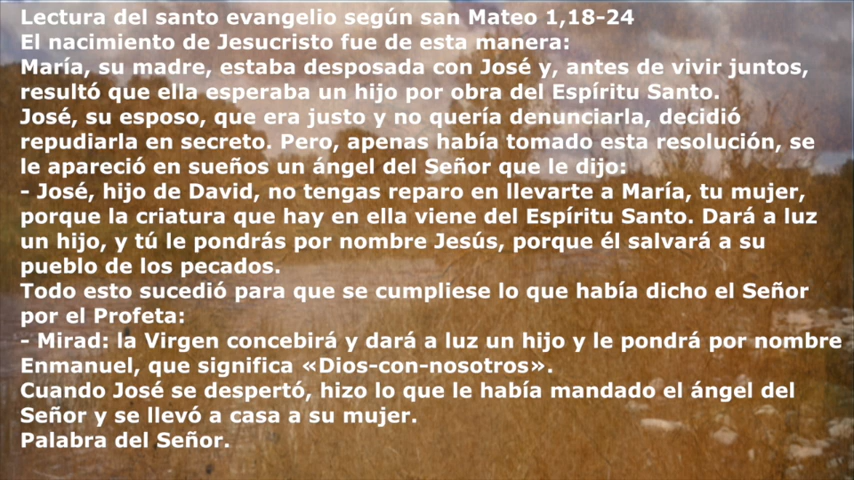 Lectura del santo evangelio según san Mateo 1,18-24
El nacimiento de Jesucristo fue de esta manera:
María, su madre, estaba desposada con José y, antes de vivir juntos,
resultó que ella esperaba un hijo por obra del Espíritu Santo.
José, su esposo, que era justo y no quería denunciarla, decidió
repudiarla en secreto. Pero, apenas había tomado esta resolución, se
le apareció en sueños un ángel del Señor que le dijo:
- José, hijo de David, no tengas reparo en llevarte a María, tu mujer,
porque la criatura que hay en ella viene del Espíritu Santo. Dará a luz
un hijo, y tú le pondrás por nombre Jesús, porque él salvará a su
pueblo de los pecados.
Todo esto sucedió para que se cumpliese lo que había dicho el Señor
por el Profeta:
- Mirad: la Virgen concebirá y dará a luz un hijo y le pondrá por nombre
Enmanuel, que significa «Dios-con-nosotros».
Cuando José se despertó, hizo lo que le había mandado el ángel del
Señor y se llevó a casa a su mujer.
Palabra del Señor.